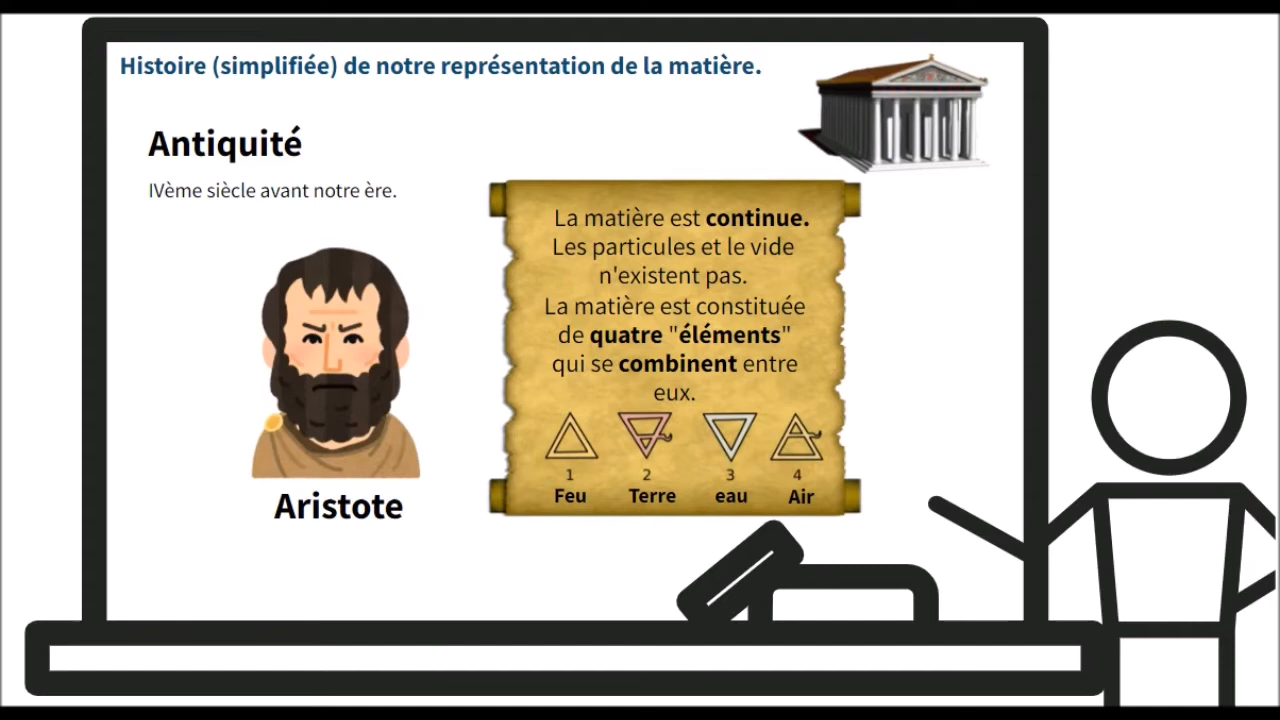 Histoire (simplifiée) de notre représentation de la matière.
Antiquité
IVème siècle avant notre ère.
La matière est continue.
Les particules et le vide
n'existent pas.
La matière est constituée
de quatre "éléments"
qui se combinent entre
eux.
1 2 3 4
Feu Terre eau Air
Aristote